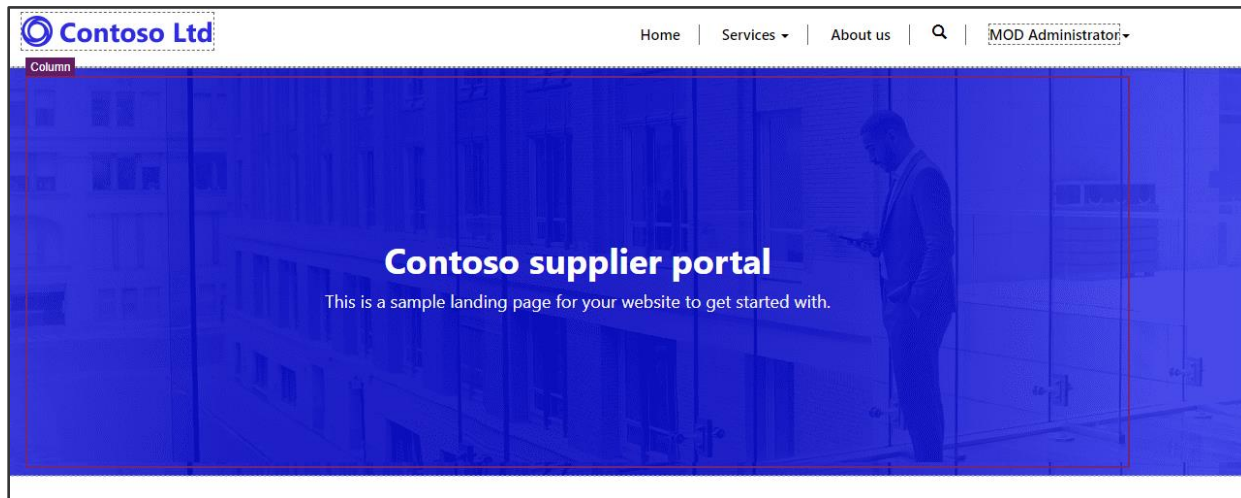 Contoso Ltd
Home Services About us MOD Administrator
Column
Contoso supplier portal
This is a sample landing page for your website to get started with.